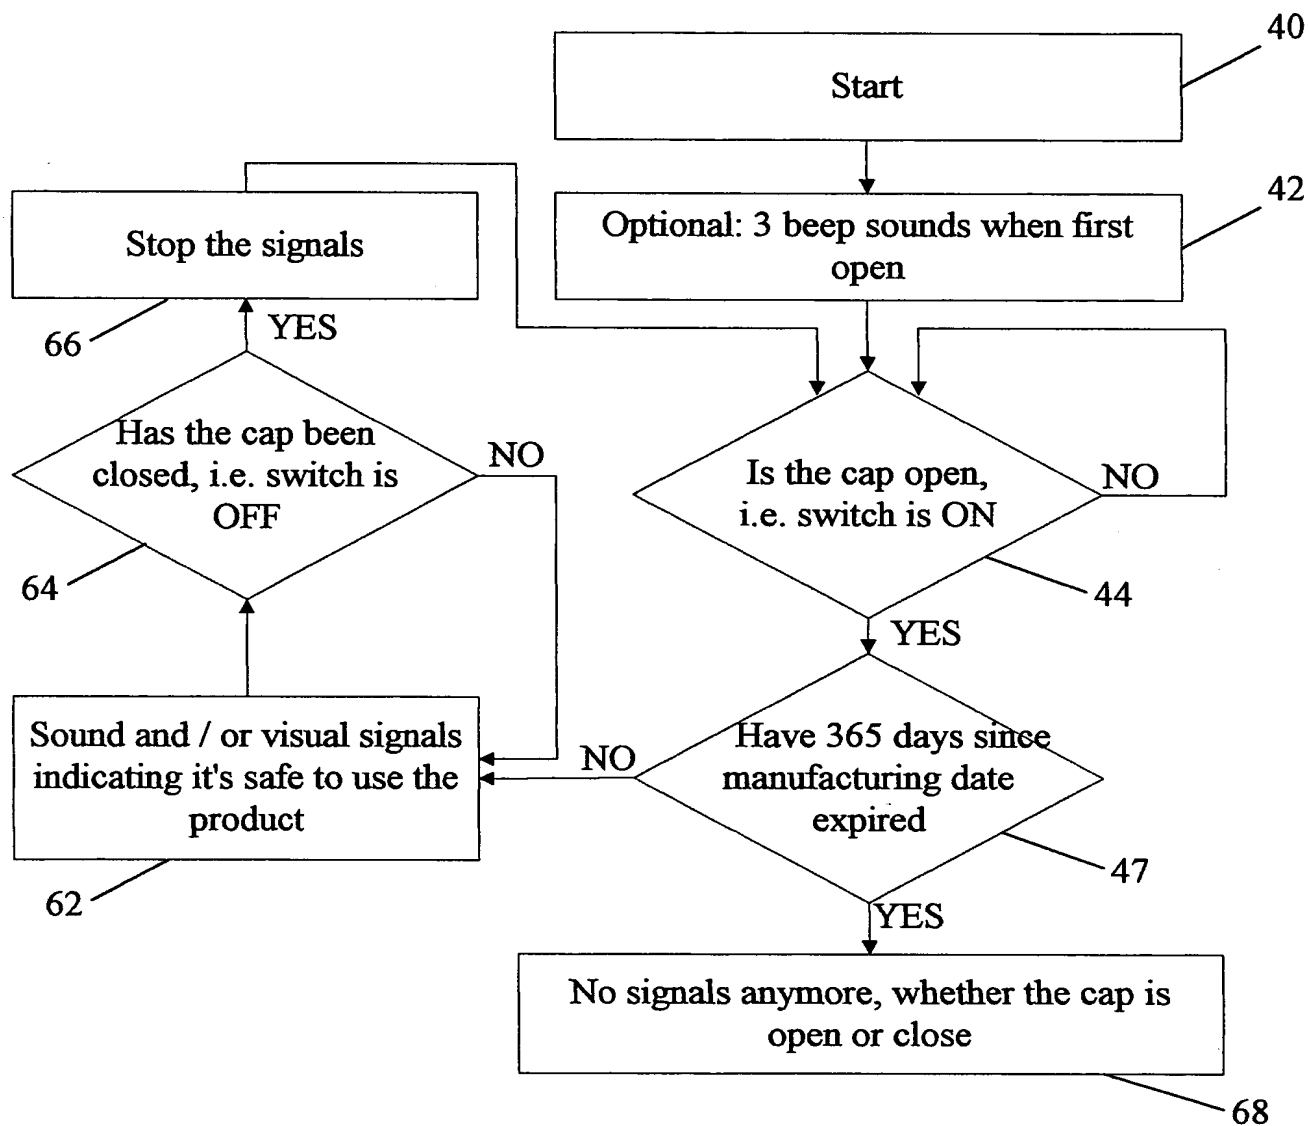 40
Start
42
Optional: 3 beep sounds when first
open
Stop the signals
66
YES
Has the cap been
closed, i.e. switch is
OFF
NO
64
Is the cap open,
i.e. switch is ON
NO
44
YES
Sound and / or visual signals
indicating it's safe to use the
product
62
NO
Have 365 days since
manufacturing date
expired
47
YES
No signals anymore, whether the cap is
open or close
68